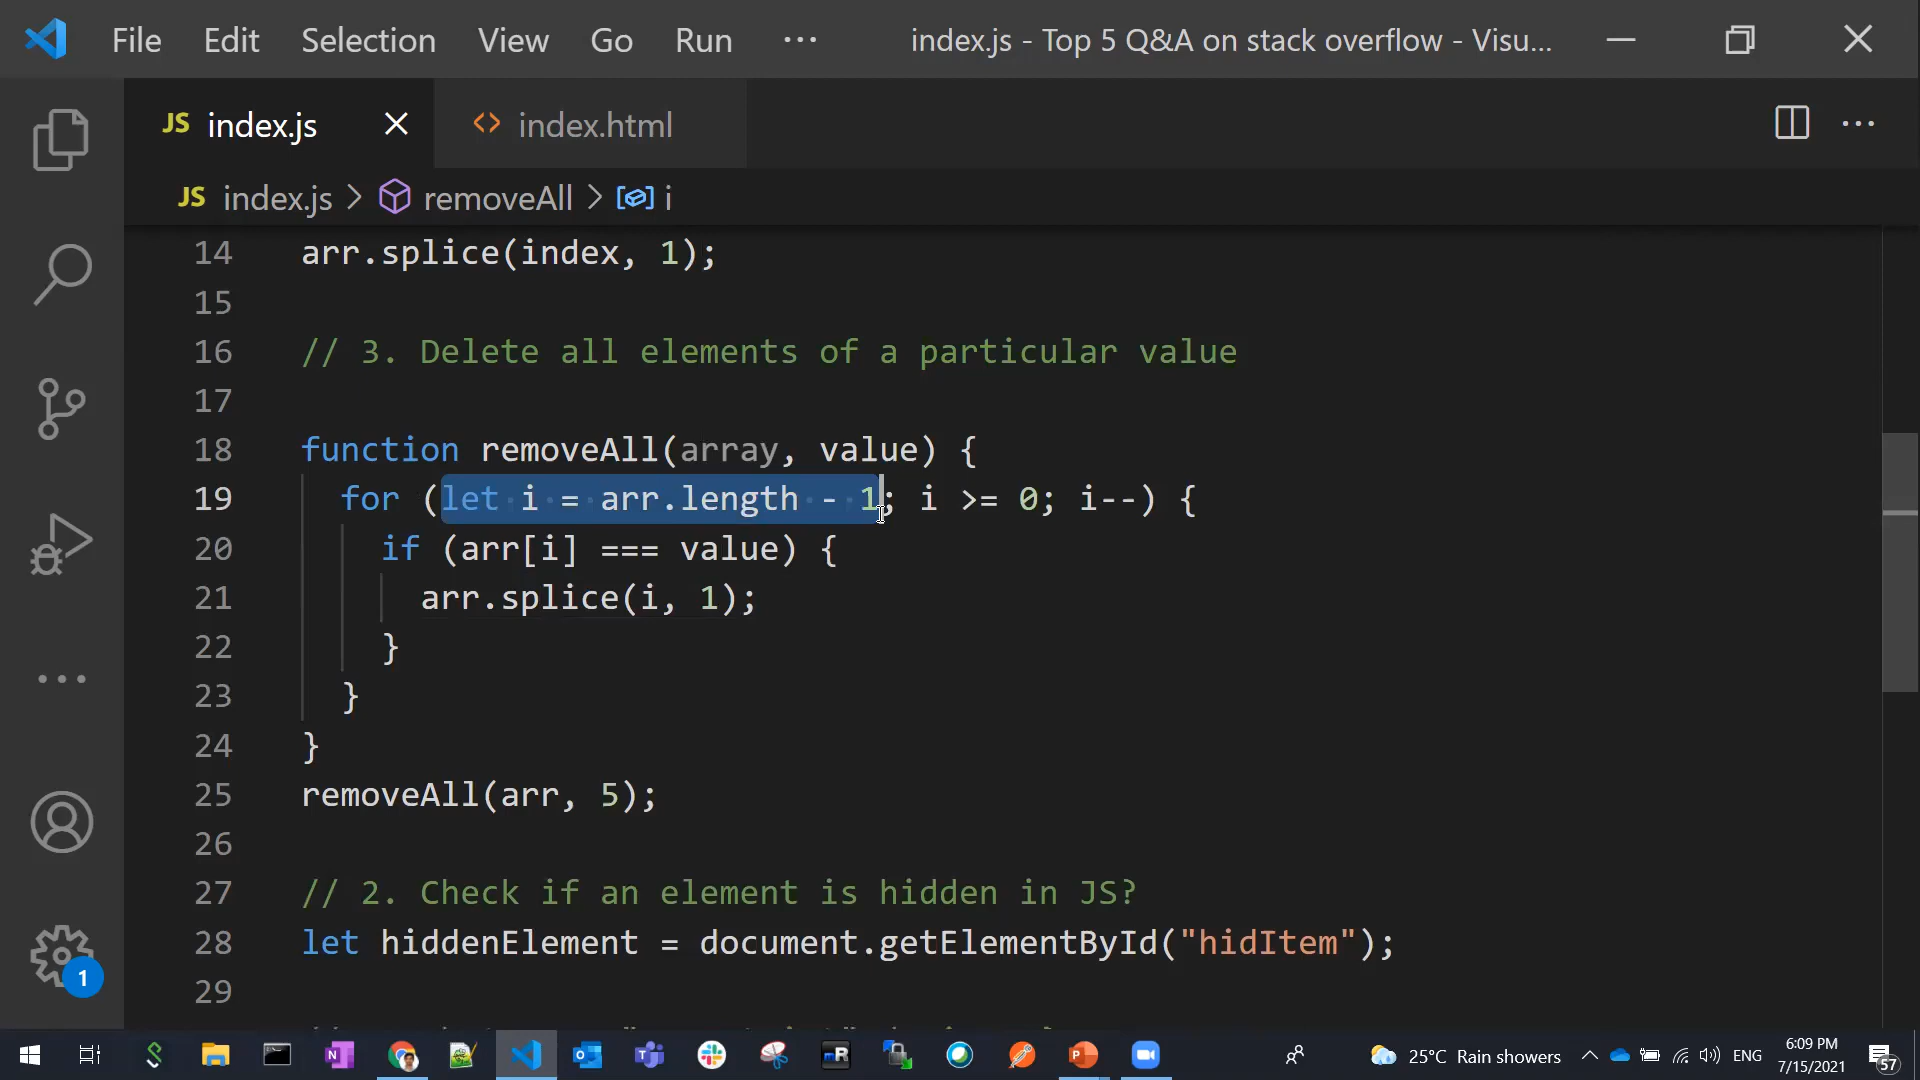 File Edit Selection View Go Run ··· index.js - Top 5 Q&A on stack overflow - Visu...
JS index.js <> index.html
JS index.js > removeAll > i
14 arr.splice(index, 1);
15
16 // 3. Delete all elements of a particular value
17
18 function removeAll(array, value) {
19 for (let i = arr.length - 1; i >= 0; i--) {
20 if (arr[i] === value) {
21 arr.splice(i, 1);
22 }
23 }
24 }
25 removeAll(arr, 5);
26
27 // 2. Check if an element is hidden in JS?
28 let hiddenElement = document.getElementById("hidItem");
29
1
25°C Rain showers ENG 6:09 PM
7/15/2021
57